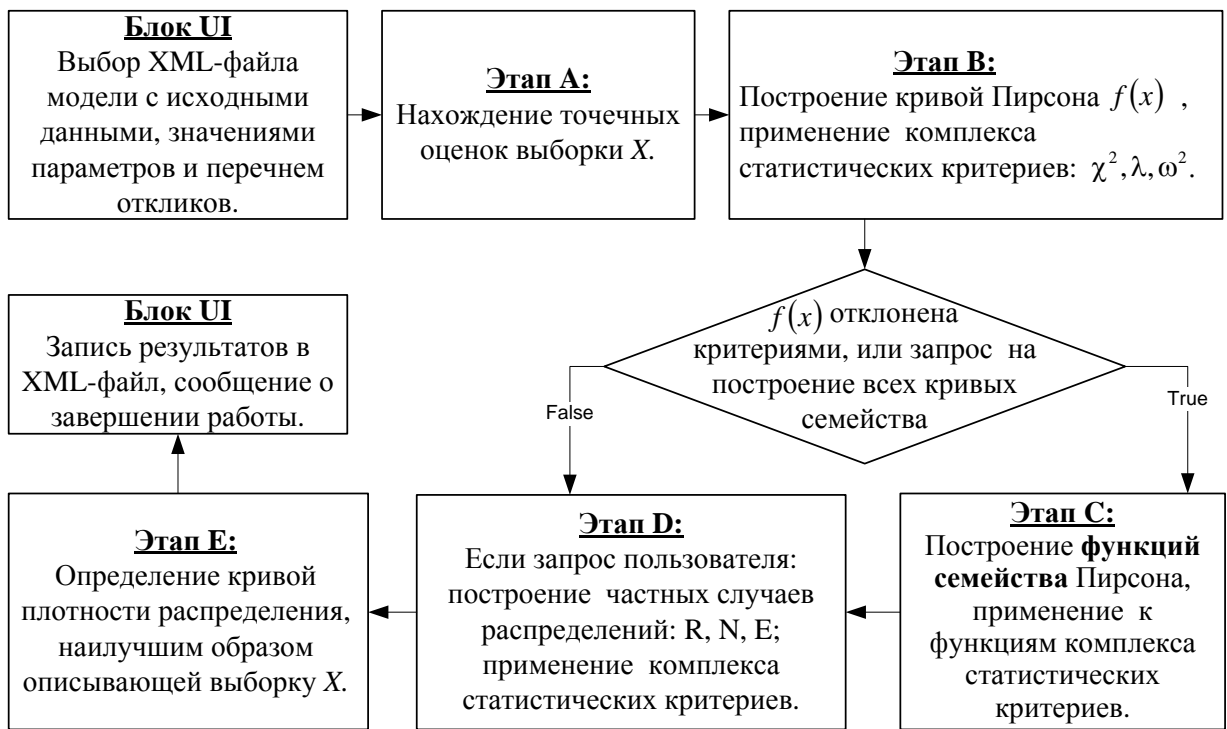 Блок UI
Выбор XML-файла
модели с исходными
данными, значениями
параметров и перечнем
откликов.
Этап A:
Нахождение точечных
оценок выборки X.
Этап B:
Построение кривой Пирсона f(x) ,
применение комплекса
статистических критериев: χ², λ, ω².
f(x) отклонена
критериями, или запрос на
построение всех кривых
семейства
False
True
Блок UI
Запись результатов в
XML-файл, сообщение о
завершении работы.
Этап E:
Определение кривой
плотности распределения,
наилучшим образом
описывающей выборку X.
Этап D:
Если запрос пользователя:
построение частных случаев
распределений: R, N, E;
применение комплекса
статистических критериев.
Этап C:
Построение функций
семейства Пирсона,
применение к
функциям комплекса
статистических
критериев.